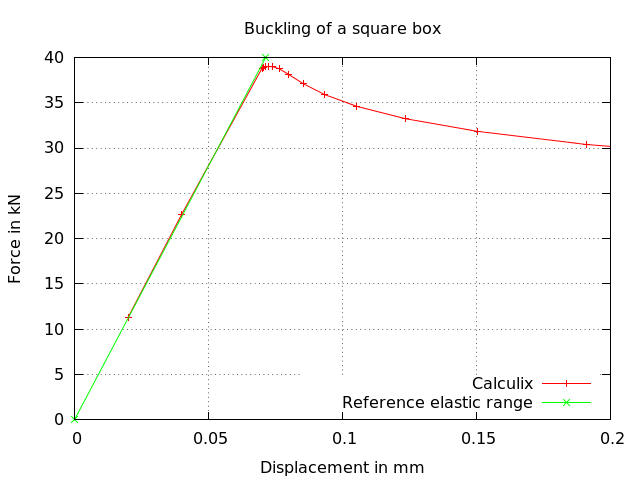 Buckling of a square box
40
35
30
25
20
15
10
5
0
Force in kN
Calculix
Reference elastic range
0 0.05 0.1 0.15 0.2
Displacement in mm